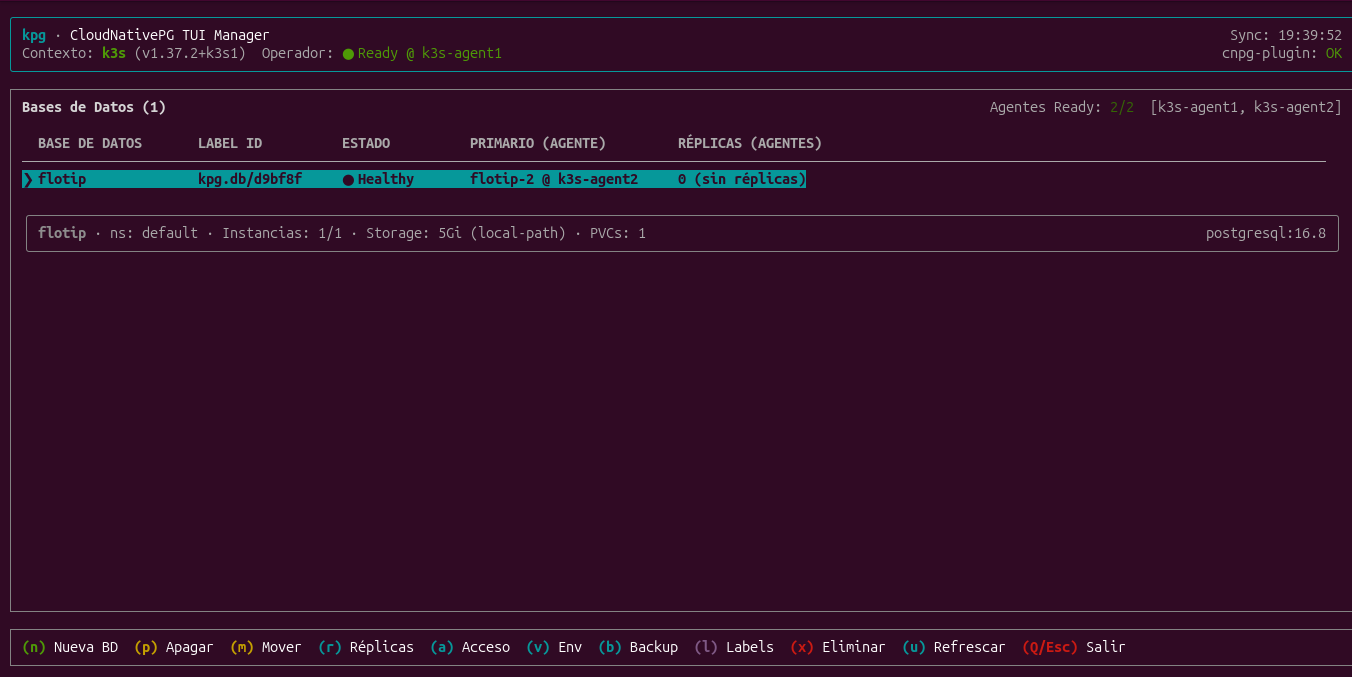 kpg · CloudNativePG TUI Manager Sync: 19:39:52
Contexto: k3s (v1.37.2+k3s1) Operador: ● Ready @ k3s-agent1 cnpg-plugin: OK
Bases de Datos (1) Agentes Ready: 2/2 [k3s-agent1, k3s-agent2]
BASE DE DATOS LABEL ID ESTADO PRIMARIO (AGENTE) RÉPLICAS (AGENTES)
❯ flotip kpg.db/d9bf8f ● Healthy flotip-2 @ k3s-agent2 0 (sin réplicas)
flotip · ns: default · Instancias: 1/1 · Storage: 5Gi (local-path) · PVCs: 1 postgresql:16.8
(n) Nueva BD (p) Apagar (m) Mover (r) Réplicas (a) Acceso (v) Env (b) Backup (l) Labels (x) Eliminar (u) Refrescar (Q/Esc) Salir